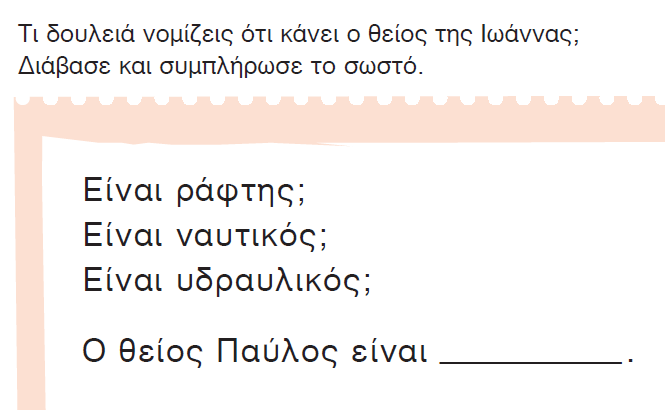 Τι δουλειά νομίζεις ότι κάνει ο θείος της Ιωάννας;
Διάβασε και συμπλήρωσε το σωστό.
Είναι ράφτης;
Είναι ναυτικός;
Είναι υδραυλικός;
Ο θείος Παύλος είναι __________.